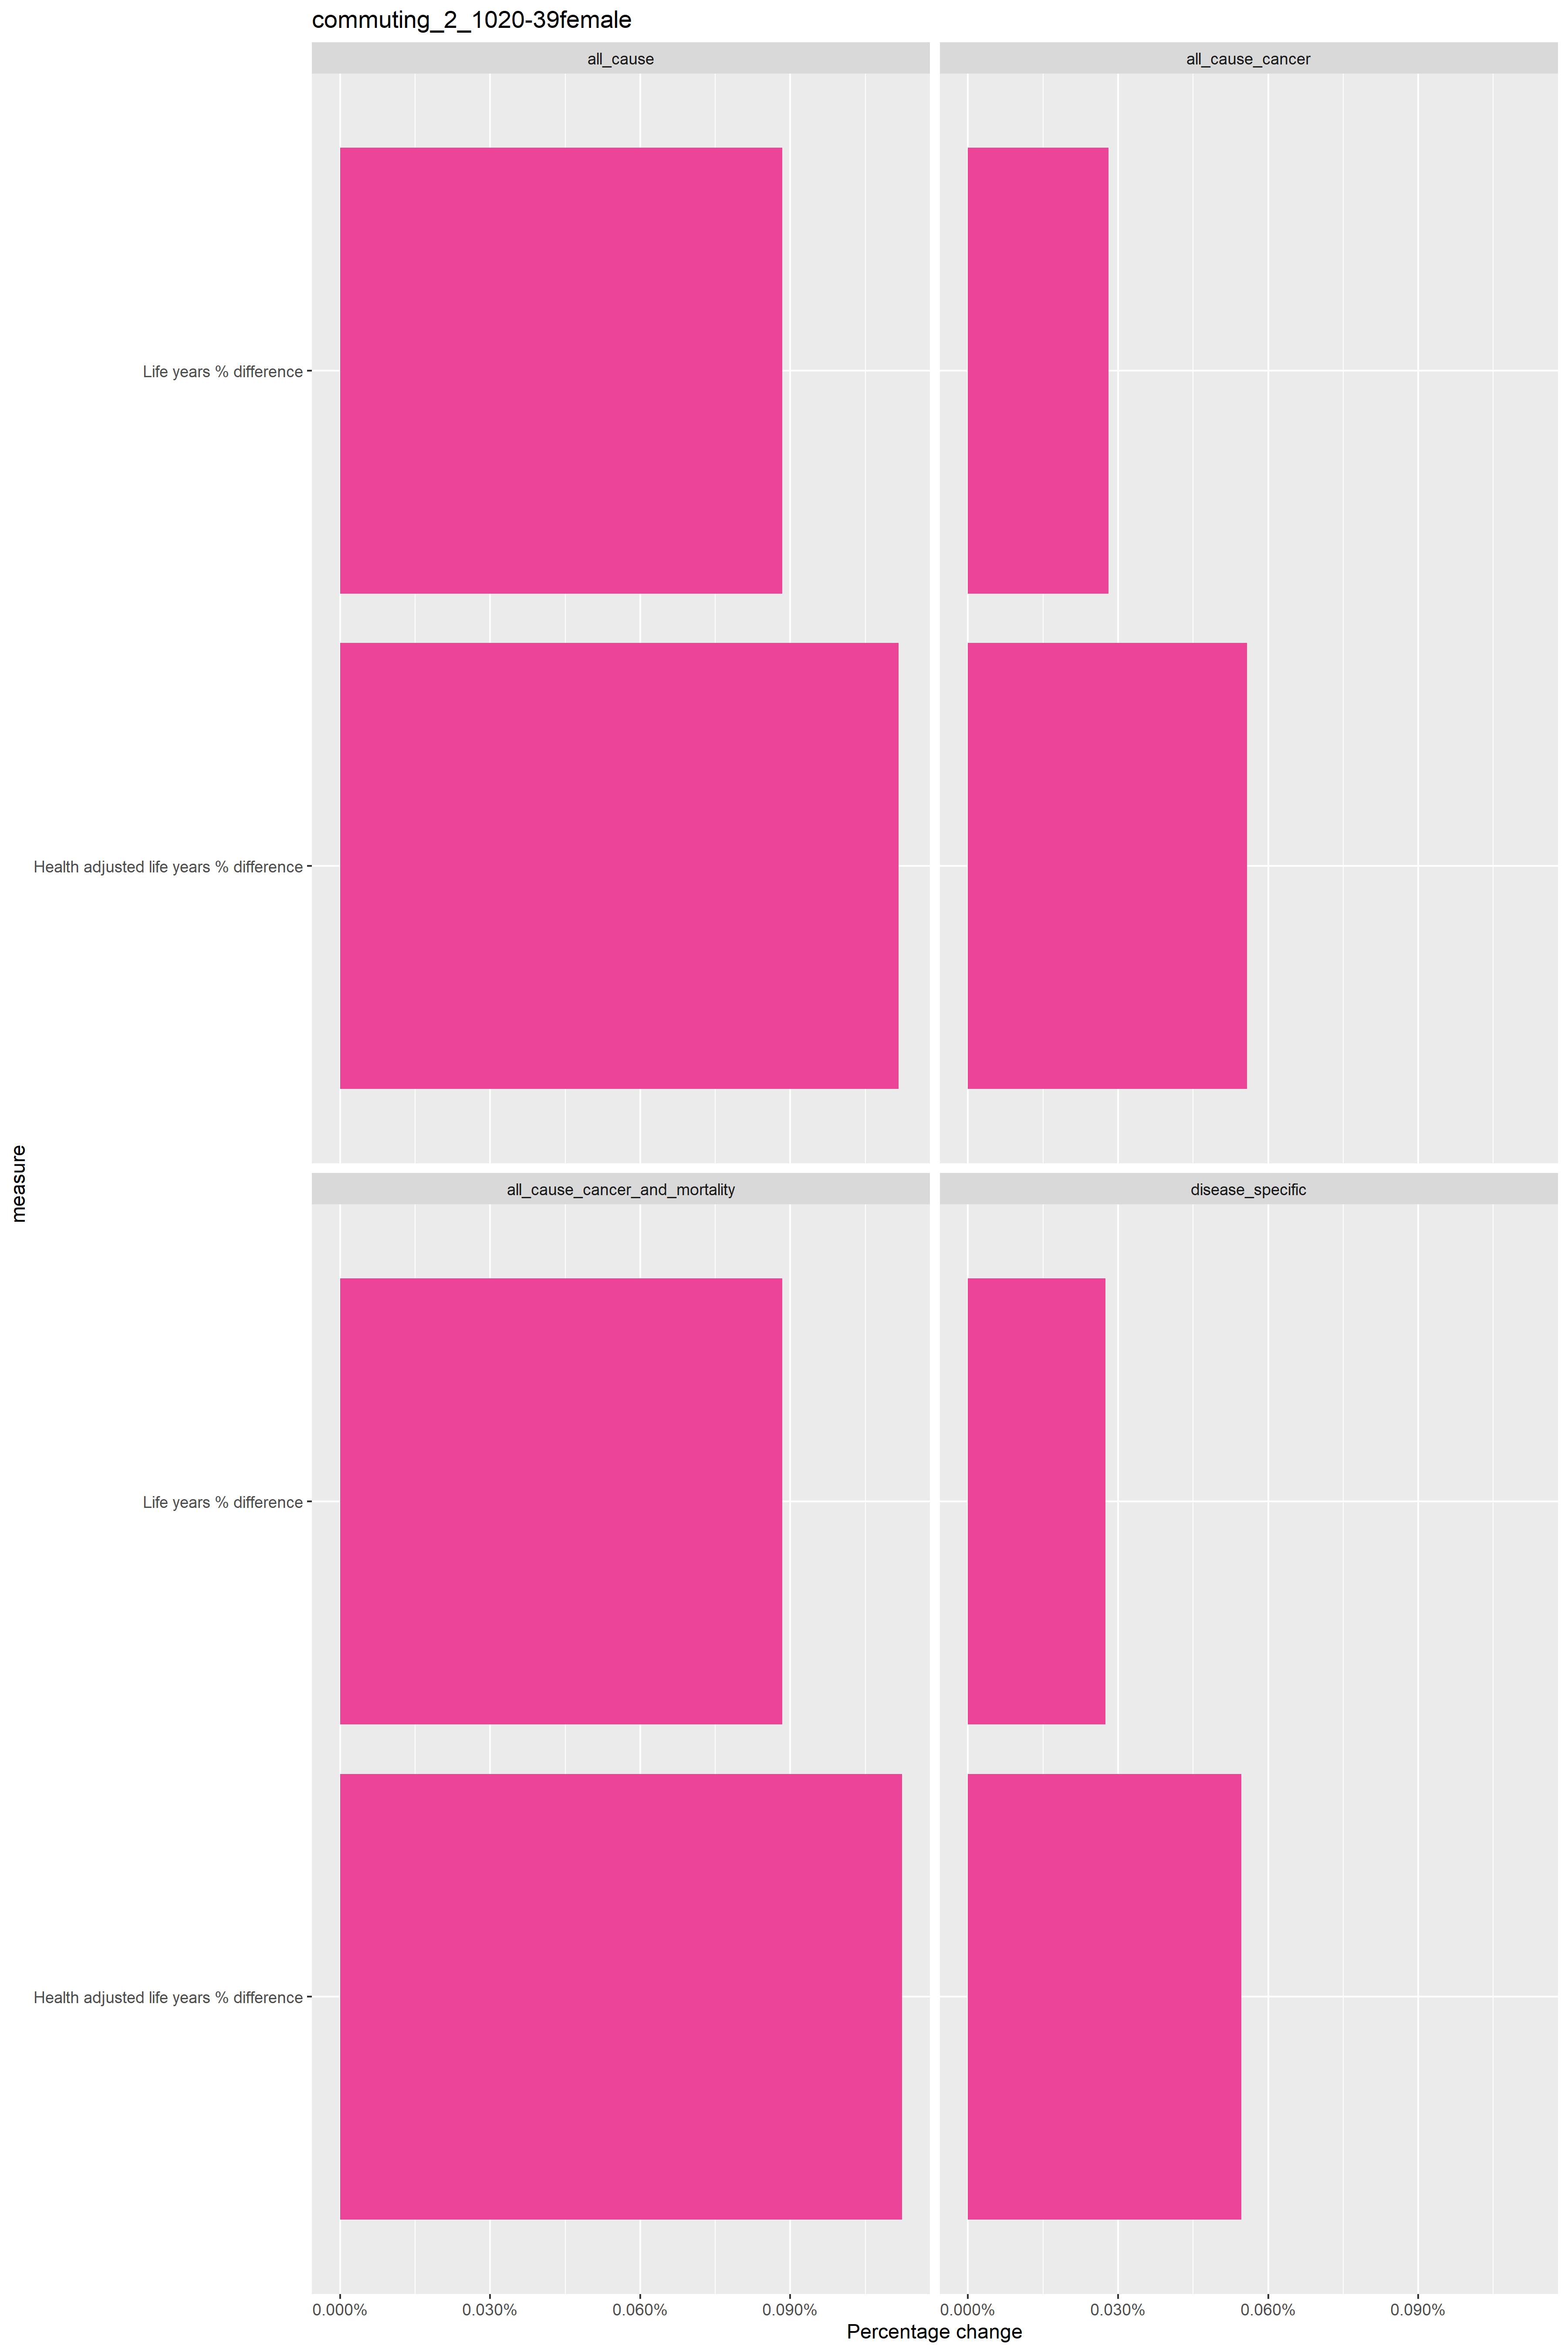 commuting_2_1020-39female
all_cause
all_cause_cancer
Life years % difference
Health adjusted life years % difference
measure
all_cause_cancer_and_mortality
disease_specific
Life years % difference
Health adjusted life years % difference
0.000%
0.030%
0.060%
0.090%
0.000%
0.030%
0.060%
0.090%
Percentage change